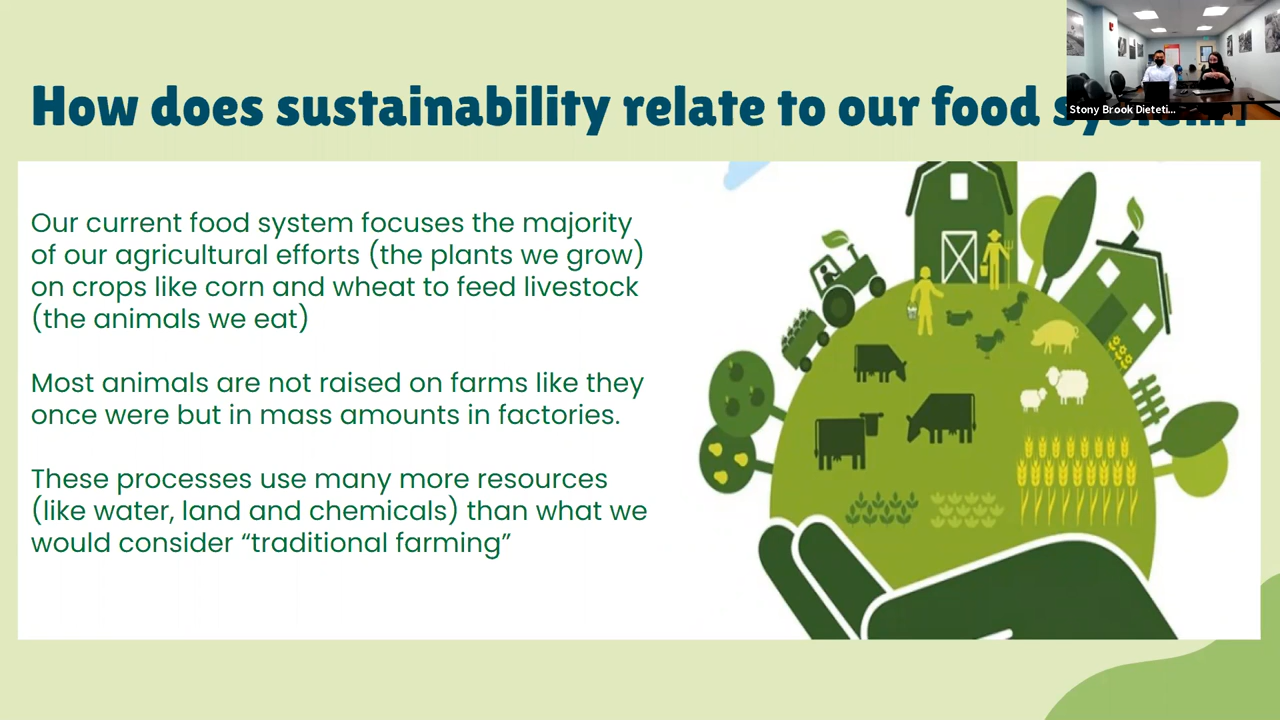 How does sustainability relate to our food system?
Stony Brook Dieteti...
Our current food system focuses the majority
of our agricultural efforts (the plants we grow)
on crops like corn and wheat to feed livestock
(the animals we eat)
Most animals are not raised on farms like they
once were but in mass amounts in factories.
These processes use many more resources
(like water, land and chemicals) than what we
would consider “traditional farming”